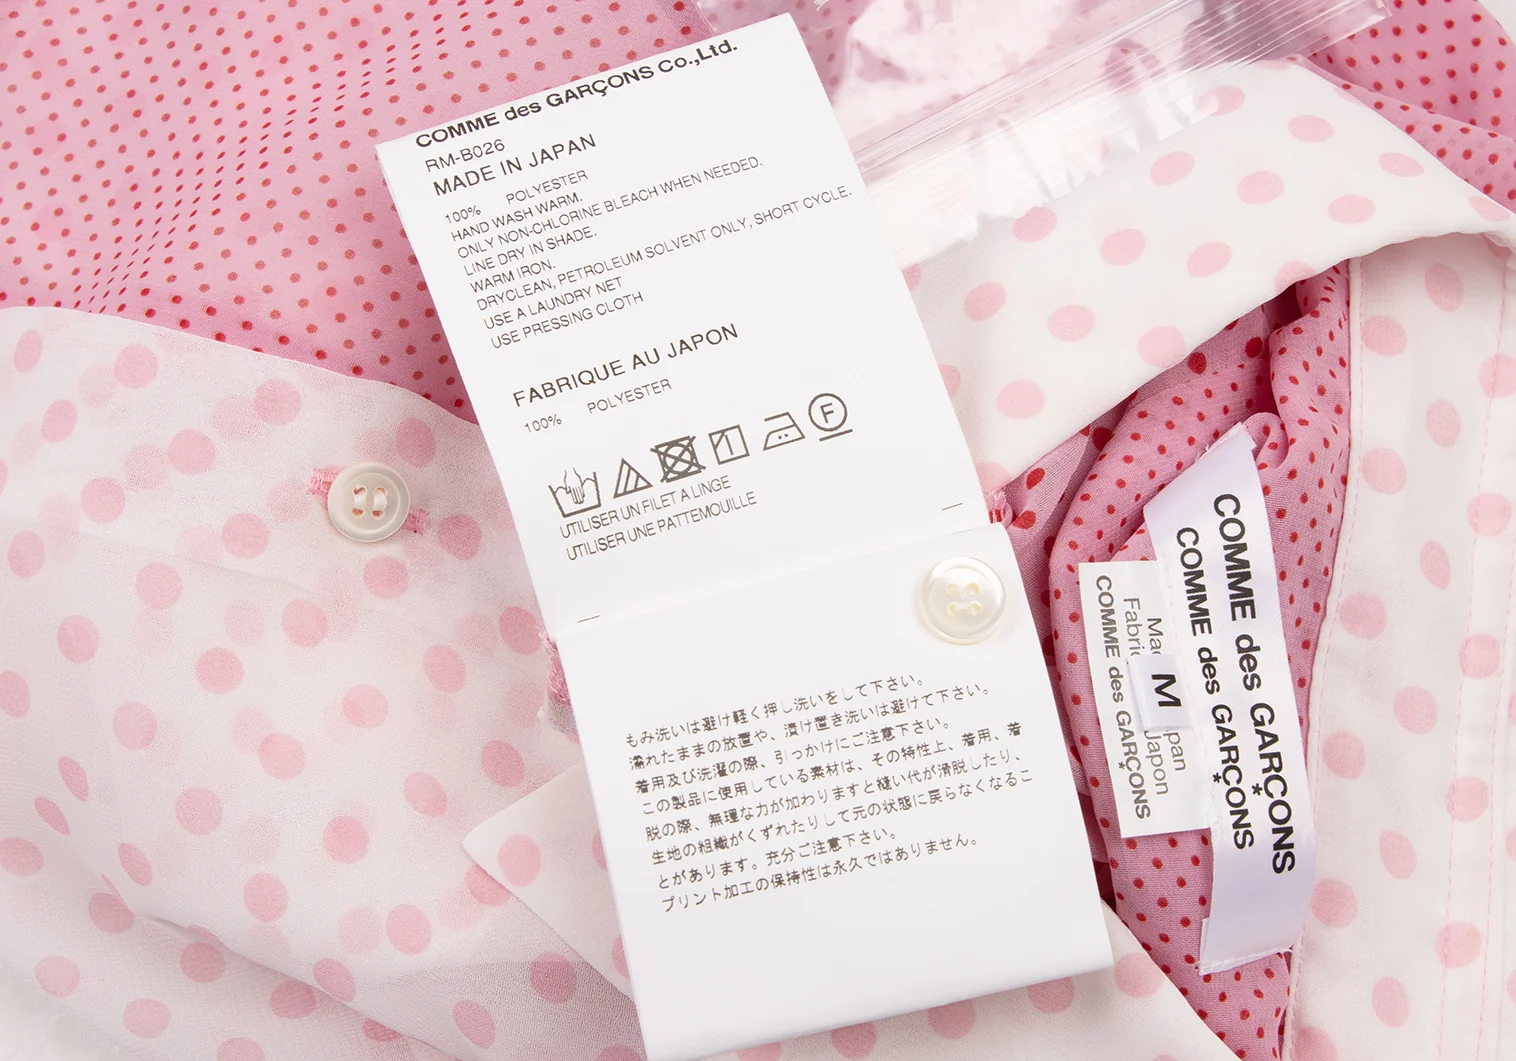 COMME des GARÇONS Co.,Ltd.
RM-B026
MADE IN JAPAN
100% POLYESTER
HAND WASH WARM.
ONLY NON-CHLORINE BLEACH WHEN NEEDED.
LINE DRY IN SHADE.
WARM IRON.
DRYCLEAN, PETROLEUM SOLVENT ONLY, SHORT CYCLE.
USE A LAUNDRY NET
USE PRESSING CLOTH
FABRIQUE AU JAPON
100% POLYESTER
F
UTILISER UN FILET A LINGE
UTILISER UNE PATTEMOUILLE
もみ洗いは避け軽く押し洗いをして下さい。
濡れたままの放置や、漬け置き洗いは避けて下さい。
着用及び洗濯の際、引っかけにご注意下さい。
この製品に使用している素材は、その特性上、着用、着
脱の際、無理な力が加わりますと縫い代が滑脱したり、
生地の組織がくずれたりして元の状態に戻らなくなるこ
とがあります。充分ご注意下さい。
プリント加工の保持性は永久ではありません。
COMME des GARÇONS
COMME des GARÇONS
M
Mad
pan
Fabri
Japon
COMME des GARÇONS